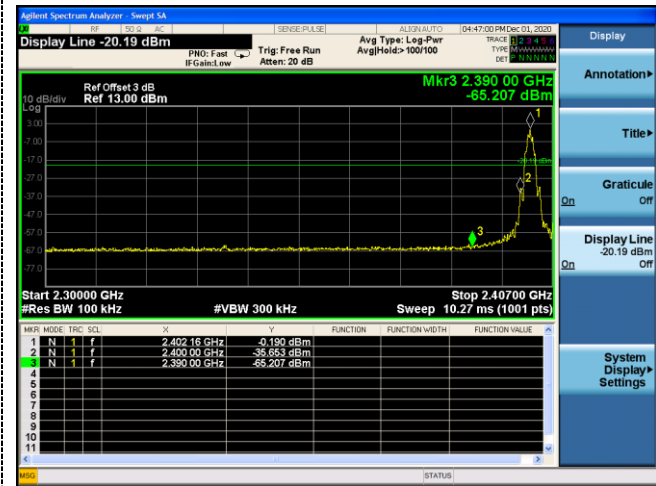 Agilent Spectrum Analyzer - Swept SA
RF 50 Ω AC SENSE:PULSE ALIGN AUTO 04:47:00 PM Dec 01, 2020
Display Line -20.19 dBm
PNO: Fast
IFGain:Low
Trig: Free Run
Atten: 20 dB
Avg Type: Log-Pwr
Avg|Hold:> 100/100
TRACE 1 2 3 4 5 6
TYPE M
DET P N N N N N
Mkr3 2.390 00 GHz
-65.207 dBm
Ref Offset 3 dB
10 dB/div Ref 13.00 dBm
Log
3.00
-7.00
-17.0
-27.0
-37.0
-47.0
-57.0
-67.0
-77.0
1
-20.19 dBm
2
3
Start 2.30000 GHz Stop 2.40700 GHz
#Res BW 100 kHz #VBW 300 kHz Sweep 10.27 ms (1001 pts)
MKR MODE TRC SCL X Y FUNCTION FUNCTION WIDTH FUNCTION VALUE
1 N 1 f 2.402 16 GHz -0.190 dBm
2 N 1 f 2.400 00 GHz -35.653 dBm
3 N 1 f 2.390 00 GHz -65.207 dBm
4
5
6
7
8
9
10
11
MSG STATUS
Display
Annotation
Title
Graticule
On Off
Display Line
-20.19 dBm
On Off
System
Display
Settings